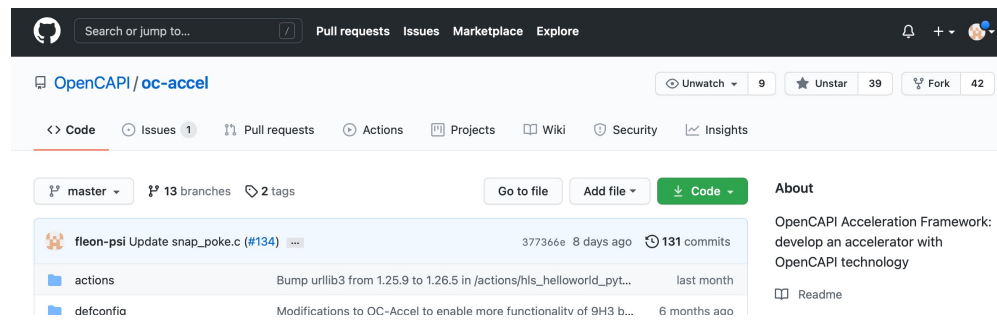 Search or jump to... / Pull requests Issues Marketplace Explore
OpenCAPI / oc-accel Unwatch 9 Unstar 39 Fork 42
<> Code Issues 1 Pull requests Actions Projects Wiki Security Insights
master 13 branches 2 tags Go to file Add file Code About
OpenCAPI Acceleration Framework:
develop an accelerator with
OpenCAPI technology
fleon-psi Update snap_poke.c (#134) ... 377366e 8 days ago 131 commits
actions Bump urllib3 from 1.25.9 to 1.26.5 in /actions/hls_helloworld_pyt... last month
Readme
defconfig Modifications to OC-Accel to enable more functionality of 9H3 b... 6 months ago